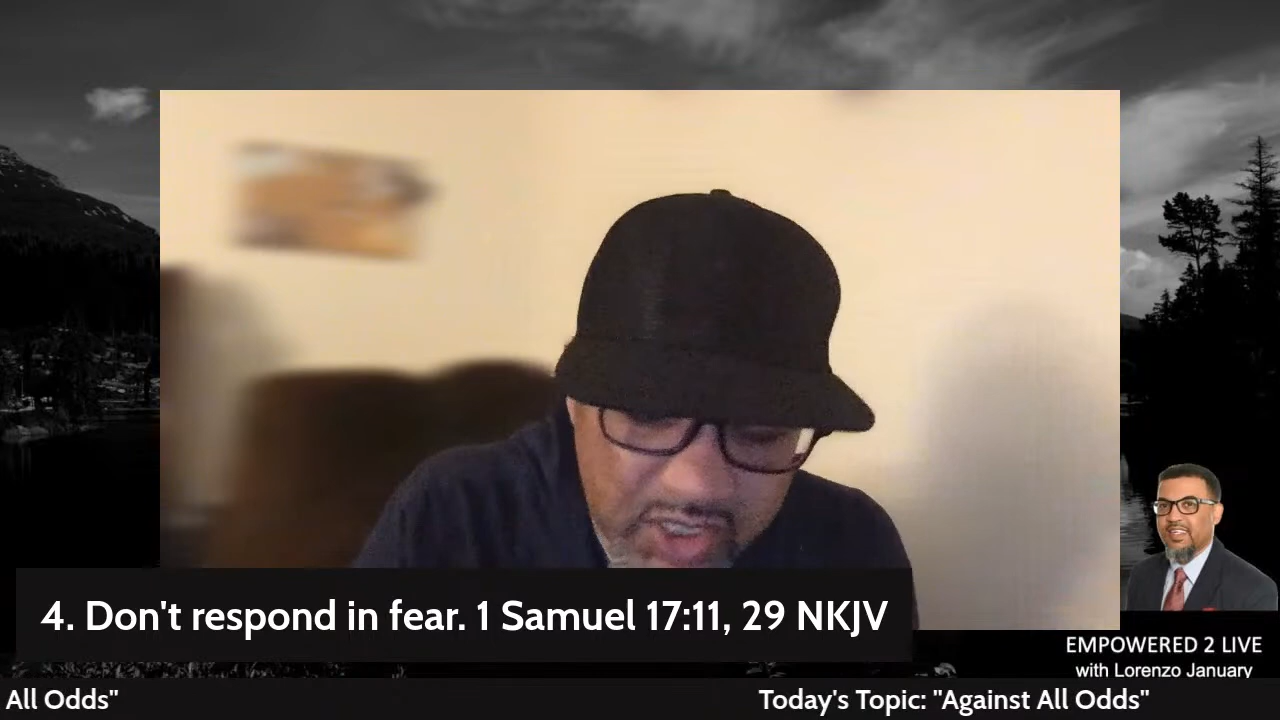 4. Don't respond in fear. 1 Samuel 17:11, 29 NKJV
EMPOWERED 2 LIVE
with Lorenzo January
All Odds" Today's Topic: "Against All Odds"